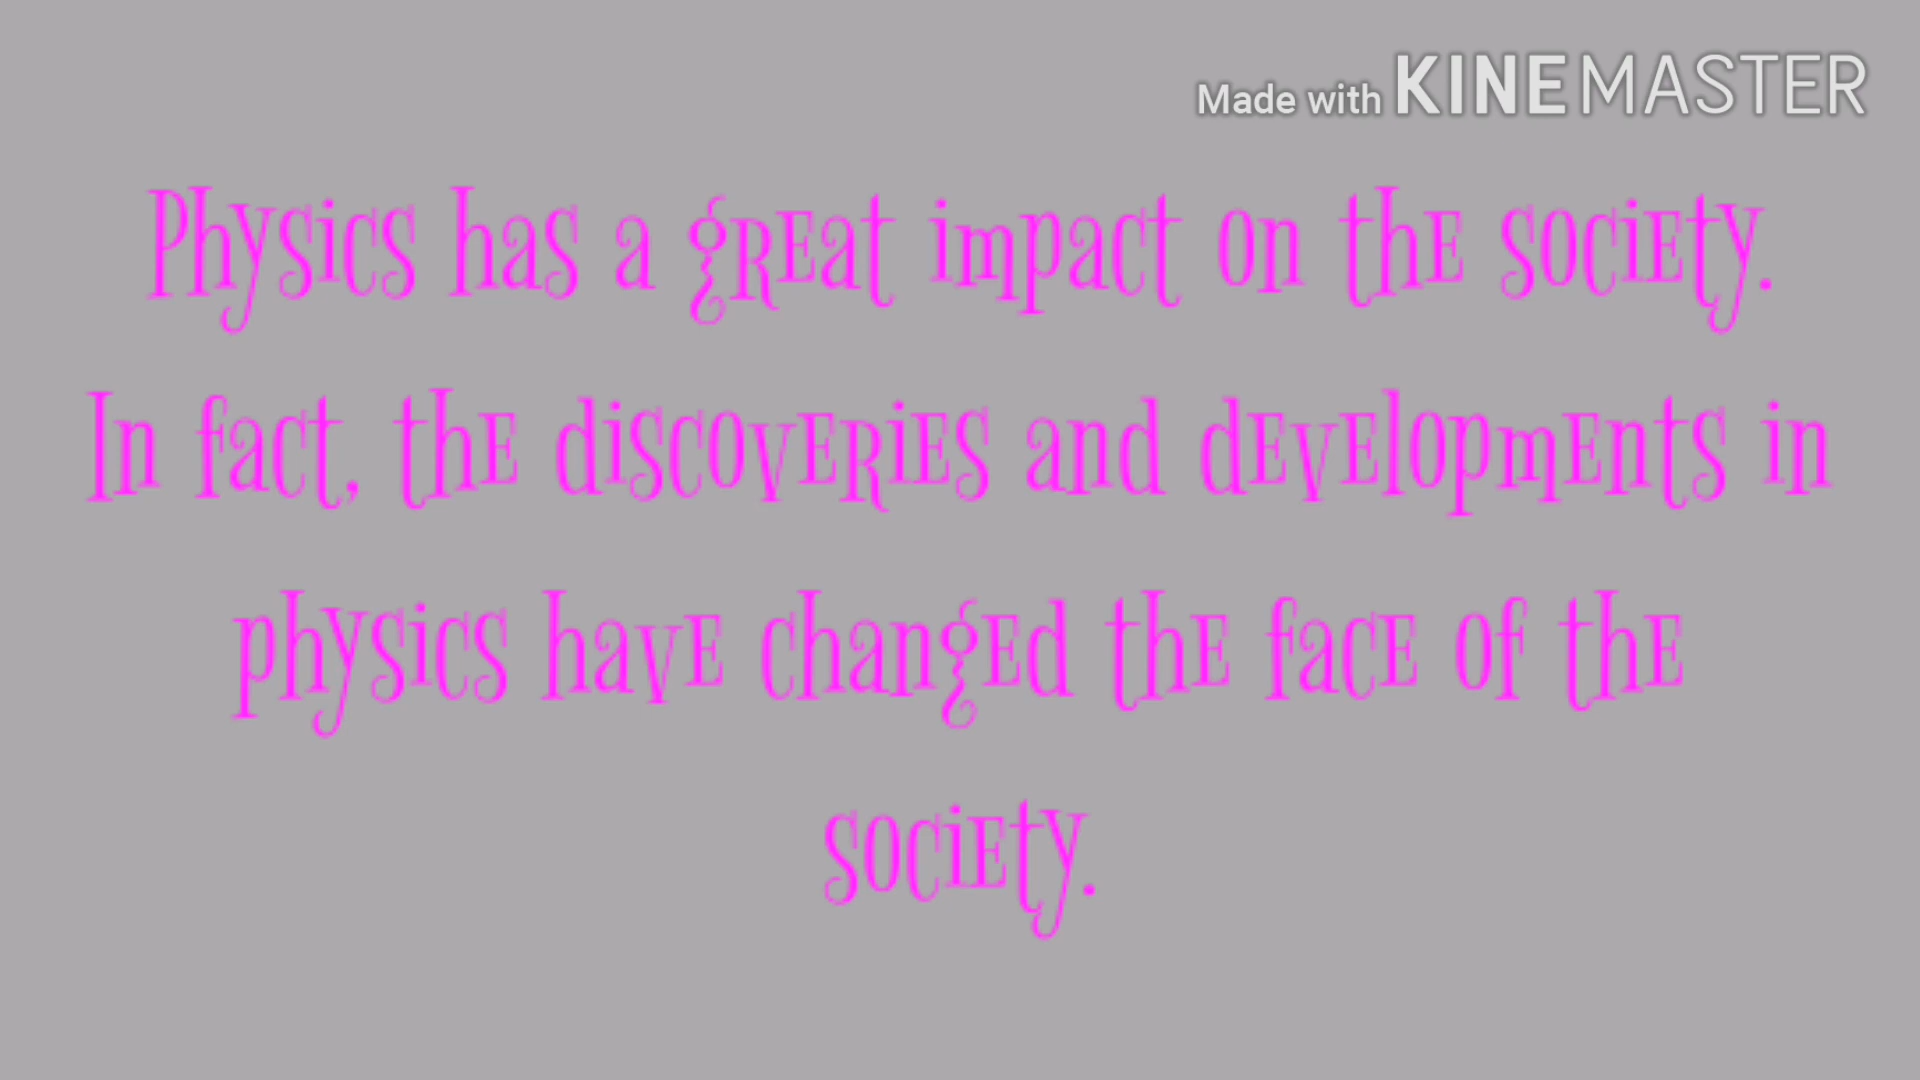 Made with KINEMASTER
Physics has a great impact on the society.
In fact, the discoveries and developments in
physics have changed the face of the
society.